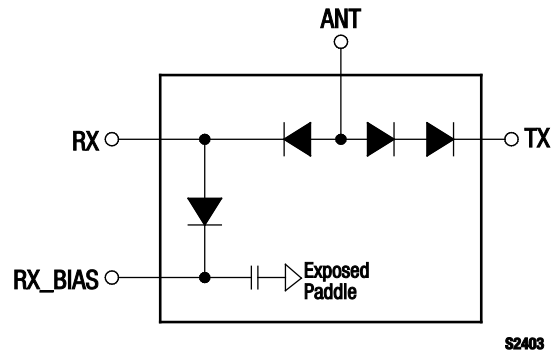 ANT
RX
TX
RX_BIAS
Exposed
Paddle
S2403